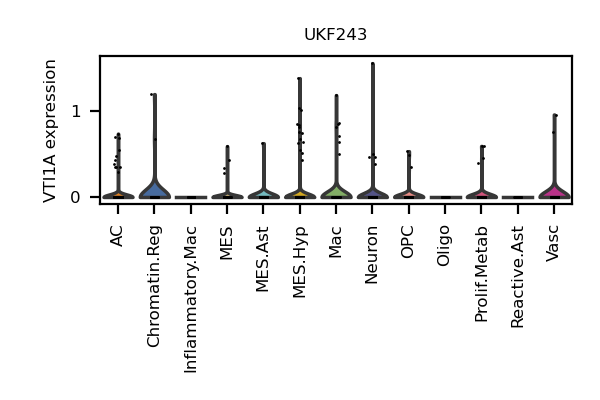 UKF243
VTI1A expression
1
0
AC
Chromatin.Reg
Inflammatory.Mac
MES
MES.Ast
MES.Hyp
Mac
Neuron
OPC
Oligo
Prolif.Metab
Reactive.Ast
Vasc